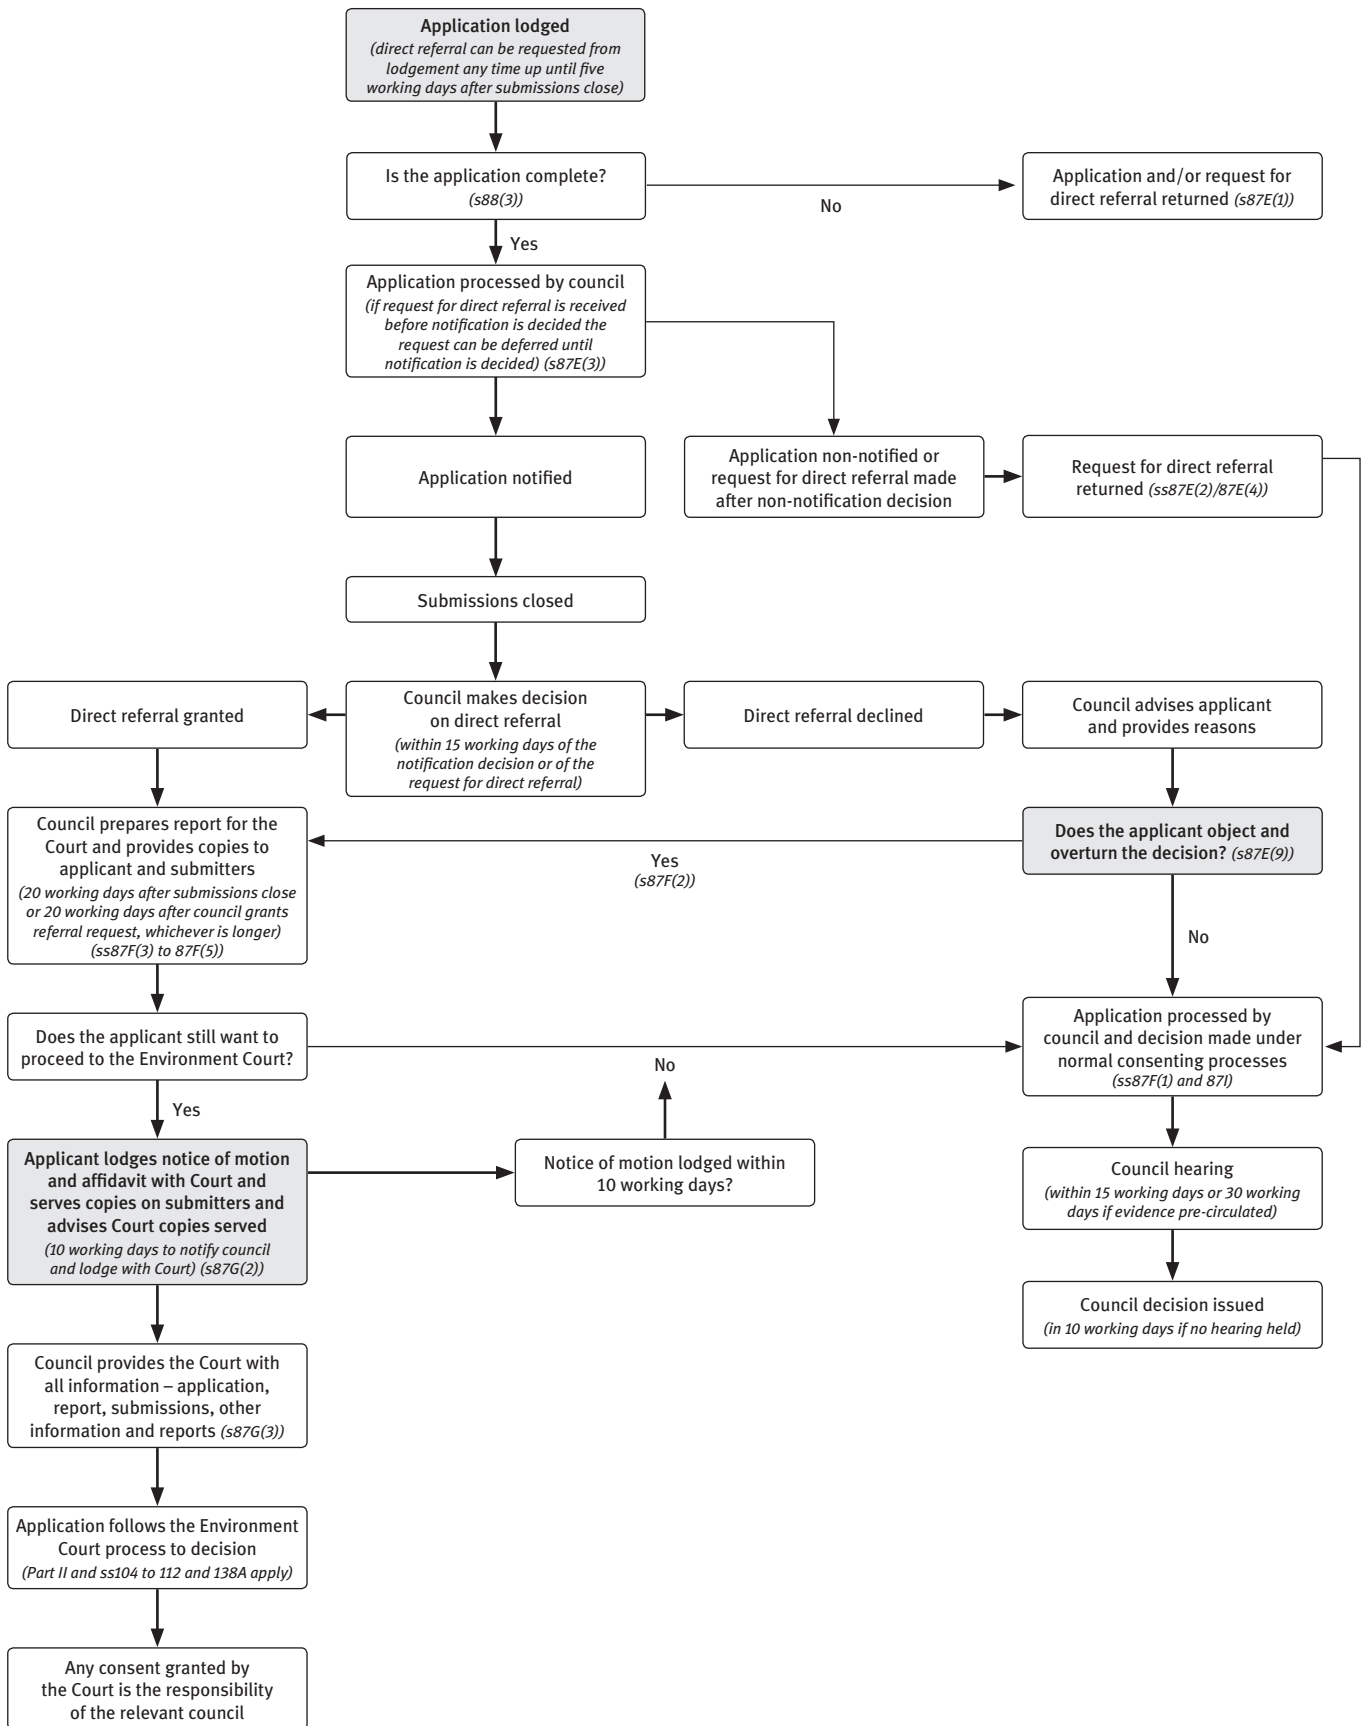 Application lodged
(direct referral can be requested from
lodgement any time up until five
working days after submissions close)
Is the application complete?
(s88(3))
No
Application and/or request for
direct referral returned (s87E(1))
Yes
Application processed by council
(if request for direct referral is received
before notification is decided the
request can be deferred until
notification is decided) (s87E(3))
Application notified
Application non-notified or
request for direct referral made
after non-notification decision
Request for direct referral
returned (ss87E(2)/87E(4))
Submissions closed
Direct referral granted
Council makes decision
on direct referral
(within 15 working days of the
notification decision or of the
request for direct referral)
Direct referral declined
Council advises applicant
and provides reasons
Council prepares report for the
Court and provides copies to
applicant and submitters
(20 working days after submissions close
or 20 working days after council grants
referral request, whichever is longer)
(ss87F(3) to 87F(5))
Yes
(s87F(2))
Does the applicant object and
overturn the decision? (s87E(9))
No
Does the applicant still want to
proceed to the Environment Court?
No
Application processed by
council and decision made under
normal consenting processes
(ss87F(1) and 87I)
Yes
Applicant lodges notice of motion
and affidavit with Court and
serves copies on submitters and
advises Court copies served
(10 working days to notify council
and lodge with Court) (s87G(2))
Notice of motion lodged within
10 working days?
Council hearing
(within 15 working days or 30 working
days if evidence pre-circulated)
Council decision issued
(in 10 working days if no hearing held)
Council provides the Court with
all information – application,
report, submissions, other
information and reports (s87G(3))
Application follows the Environment
Court process to decision
(Part II and ss104 to 112 and 138A apply)
Any consent granted by
the Court is the responsibility
of the relevant council